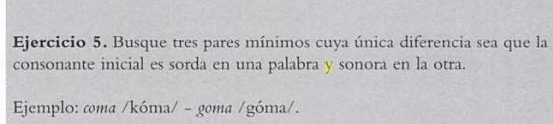 Ejercicio 5. Busque tres pares mínimos cuya única diferencia sea que la
consonante inicial es sorda en una palabra y sonora en la otra.
Ejemplo: coma /kóma/ – goma /góma/.